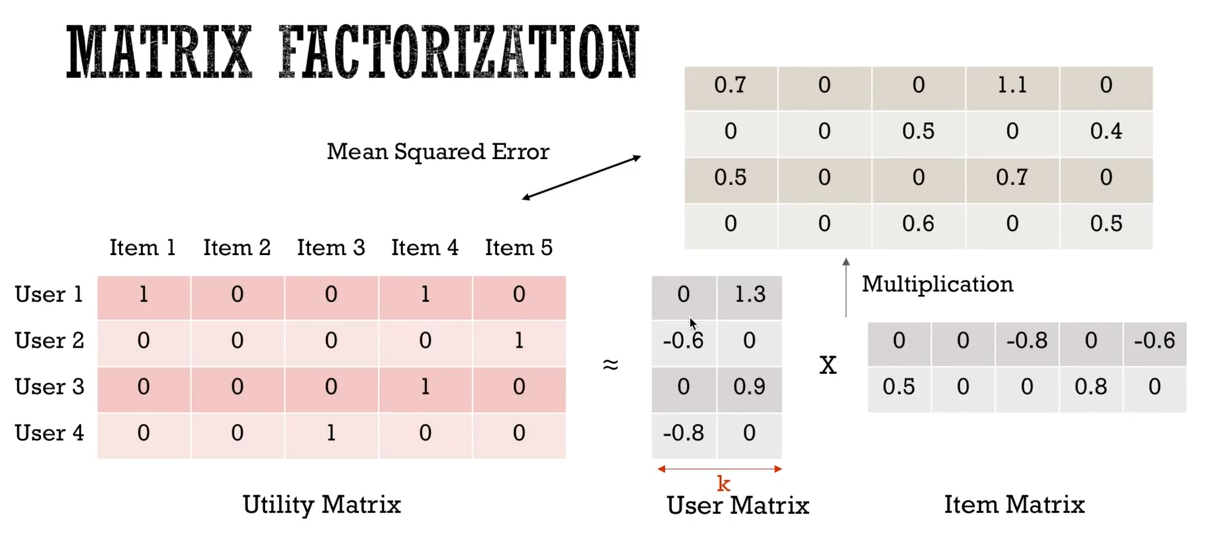 MATRIX FACTORIZATION
0.7 0 0 1.1 0
0 0 0.5 0 0.4
0.5 0 0 0.7 0
0 0 0.6 0 0.5
Mean Squared Error
Item 1 Item 2 Item 3 Item 4 Item 5
User 1 1 0 0 1 0
User 2 0 0 0 0 1
User 3 0 0 0 1 0
User 4 0 0 1 0 0
Utility Matrix
≈
0 1.3
-0.6 0
0 0.9
-0.8 0
k
User Matrix
X
Multiplication
0 0 -0.8 0 -0.6
0.5 0 0 0.8 0
Item Matrix